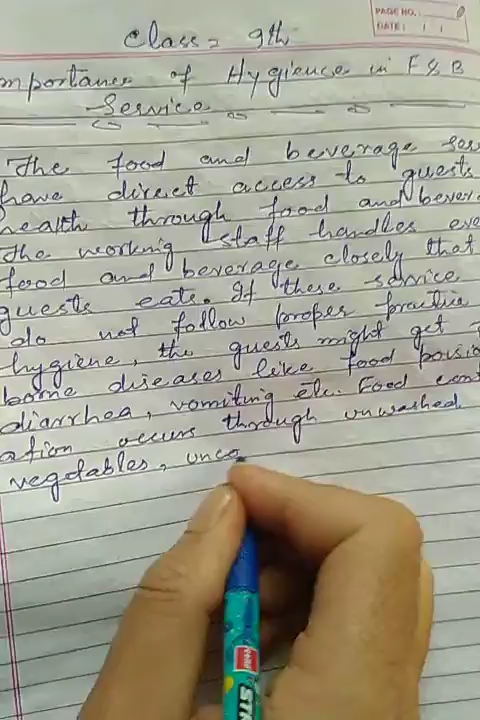 PAGE NO.:
DATE: / /
Class = 9th
mportance of Hygience in F & B
Service
The food and beverage ser
have direct access to guests
health through food and bever
The working staff handles eve
food and beverage closely that
guests eats. If these service
do not follow proper practice
hygiene, the guests might get
borne diseases like food poisio
diarrhea, vomiting etc. Food cont
ation occurs through unwashed
vegetables, unco